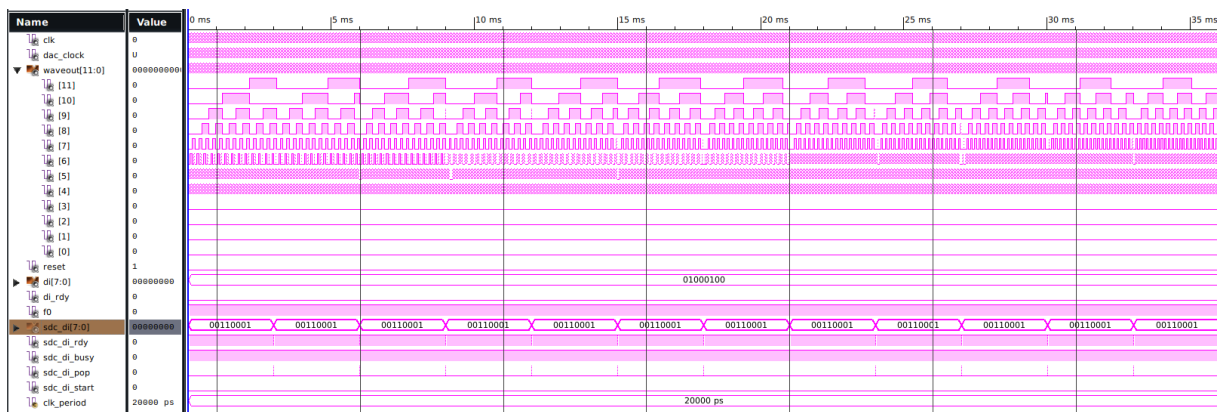 Name Value 0 ms 5 ms 10 ms 15 ms 20 ms 25 ms 30 ms 35 ms
clk 0
dac_clock U
waveout[11:0] 0000000000
[11] 0
[10] 0
[9] 0
[8] 0
[7] 0
[6] 0
[5] 0
[4] 0
[3] 0
[2] 0
[1] 0
[0] 0
reset 1
di[7:0] 00000000 01000100
di_rdy 0
f0 0
sdc_di[7:0] 00000000 00110001 00110001 00110001 00110001 00110001 00110001 00110001 00110001 00110001 00110001 00110001 00110001
sdc_di_rdy 0
sdc_di_busy 0
sdc_di_pop 0
sdc_di_start 0
clk_period 20000 ps 20000 ps